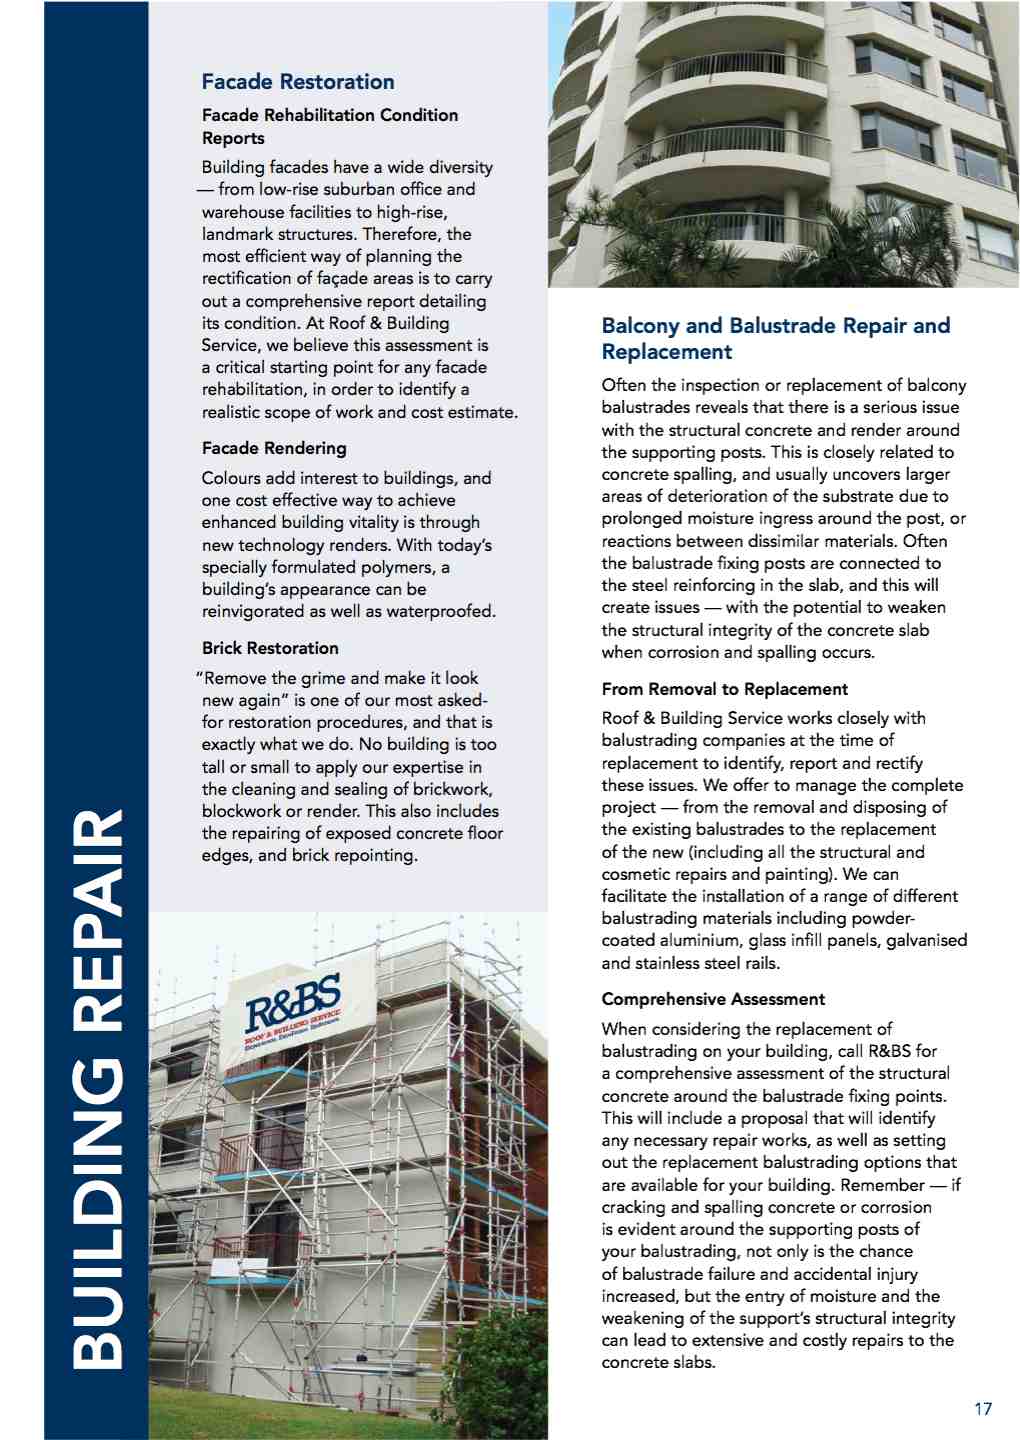 BUILDING REPAIR
Facade Restoration
Facade Rehabilitation Condition
Reports
Building facades have a wide diversity
— from low-rise suburban office and
warehouse facilities to high-rise,
landmark structures. Therefore, the
most efficient way of planning the
rectification of façade areas is to carry
out a comprehensive report detailing
its condition. At Roof & Building
Service, we believe this assessment is
a critical starting point for any facade
rehabilitation, in order to identify a
realistic scope of work and cost estimate.
Facade Rendering
Colours add interest to buildings, and
one cost effective way to achieve
enhanced building vitality is through
new technology renders. With today’s
specially formulated polymers, a
building’s appearance can be
reinvigorated as well as waterproofed.
Brick Restoration
“Remove the grime and make it look
new again” is one of our most asked-
for restoration procedures, and that is
exactly what we do. No building is too
tall or small to apply our expertise in
the cleaning and sealing of brickwork,
blockwork or render. This also includes
the repairing of exposed concrete floor
edges, and brick repointing.
R&BS
ROOF & BUILDING SERVICE
Balcony and Balustrade Repair and
Replacement
Often the inspection or replacement of balcony
balustrades reveals that there is a serious issue
with the structural concrete and render around
the supporting posts. This is closely related to
concrete spalling, and usually uncovers larger
areas of deterioration of the substrate due to
prolonged moisture ingress around the post, or
reactions between dissimilar materials. Often
the balustrade fixing posts are connected to
the steel reinforcing in the slab, and this will
create issues — with the potential to weaken
the structural integrity of the concrete slab
when corrosion and spalling occurs.
From Removal to Replacement
Roof & Building Service works closely with
balustrading companies at the time of
replacement to identify, report and rectify
these issues. We offer to manage the complete
project — from the removal and disposing of
the existing balustrades to the replacement
of the new (including all the structural and
cosmetic repairs and painting). We can
facilitate the installation of a range of different
balustrading materials including powder-
coated aluminium, glass infill panels, galvanised
and stainless steel rails.
Comprehensive Assessment
When considering the replacement of
balustrading on your building, call R&BS for
a comprehensive assessment of the structural
concrete around the balustrade fixing points.
This will include a proposal that will identify
any necessary repair works, as well as setting
out the replacement balustrading options that
are available for your building. Remember — if
cracking and spalling concrete or corrosion
is evident around the supporting posts of
your balustrading, not only is the chance
of balustrade failure and accidental injury
increased, but the entry of moisture and the
weakening of the support’s structural integrity
can lead to extensive and costly repairs to the
concrete slabs.
17